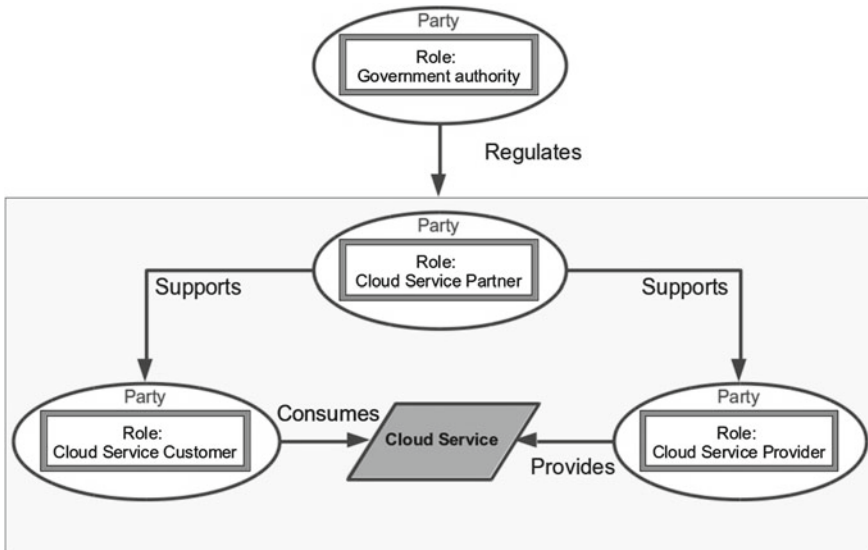 Party
Role:
Government authority
Regulates
Party
Role:
Cloud Service Partner
Supports
Supports
Party
Role:
Cloud Service Customer
Consumes
Cloud Service
Provides
Party
Role:
Cloud Service Provider